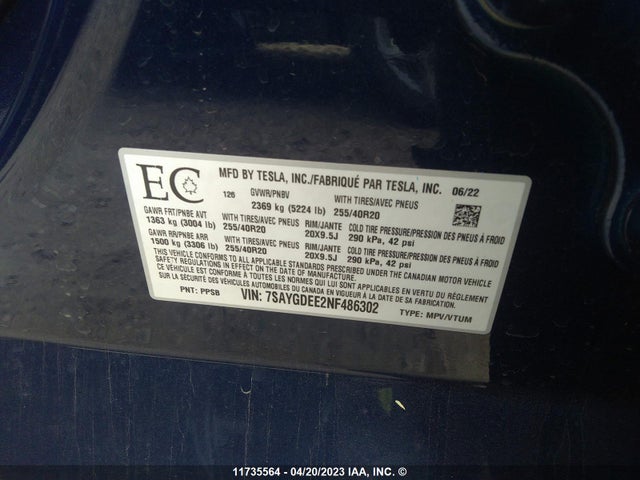 EC
MFD BY TESLA, INC./FABRIQUÉ PAR TESLA, INC. 06/22
126 GVWR/PNBV WITH TIRES/AVEC PNEUS
2369 kg (5224 lb) 255/40R20
GAWR FRT/PNBE AVT WITH TIRES/AVEC PNEUS RIM/JANTE COLD TIRE PRESSURE/PRESSION DES PNEUS À FROID
1363 kg (3004 lb) 255/40R20 20X9.5J 290 kPa, 42 psi
GAWR RR/PNBE ARR WITH TIRES/AVEC PNEUS RIM/JANTE COLD TIRE PRESSURE/PRESSION DES PNEUS À FROID
1500 kg (3306 lb) 255/40R20 20X9.5J 290 kPa, 42 psi
THIS VEHICLE CONFORMS TO ALL APPLICABLE STANDARDS PRESCRIBED UNDER THE CANADIAN MOTOR VEHICLE
SAFETY REGULATIONS IN EFFECT ON THE DATE OF MANUFACTURE
CE VÉHICULE EST CONFORME À TOUTES LES NORMES QUI LUI SONT APPLICABLES EN VERTU DU RÈGLEMENT
SUR LA SÉCURITÉ DES VÉHICULES AUTOMOBILES DU CANADA EN VIGUEUR À LA DATE DE SA FABRICATION.
PNT: PPSB VIN: 7SAYGDEE2NF486302 TYPE: MPV/VTUM
11735564 - 04/20/2023 IAA, INC. ©